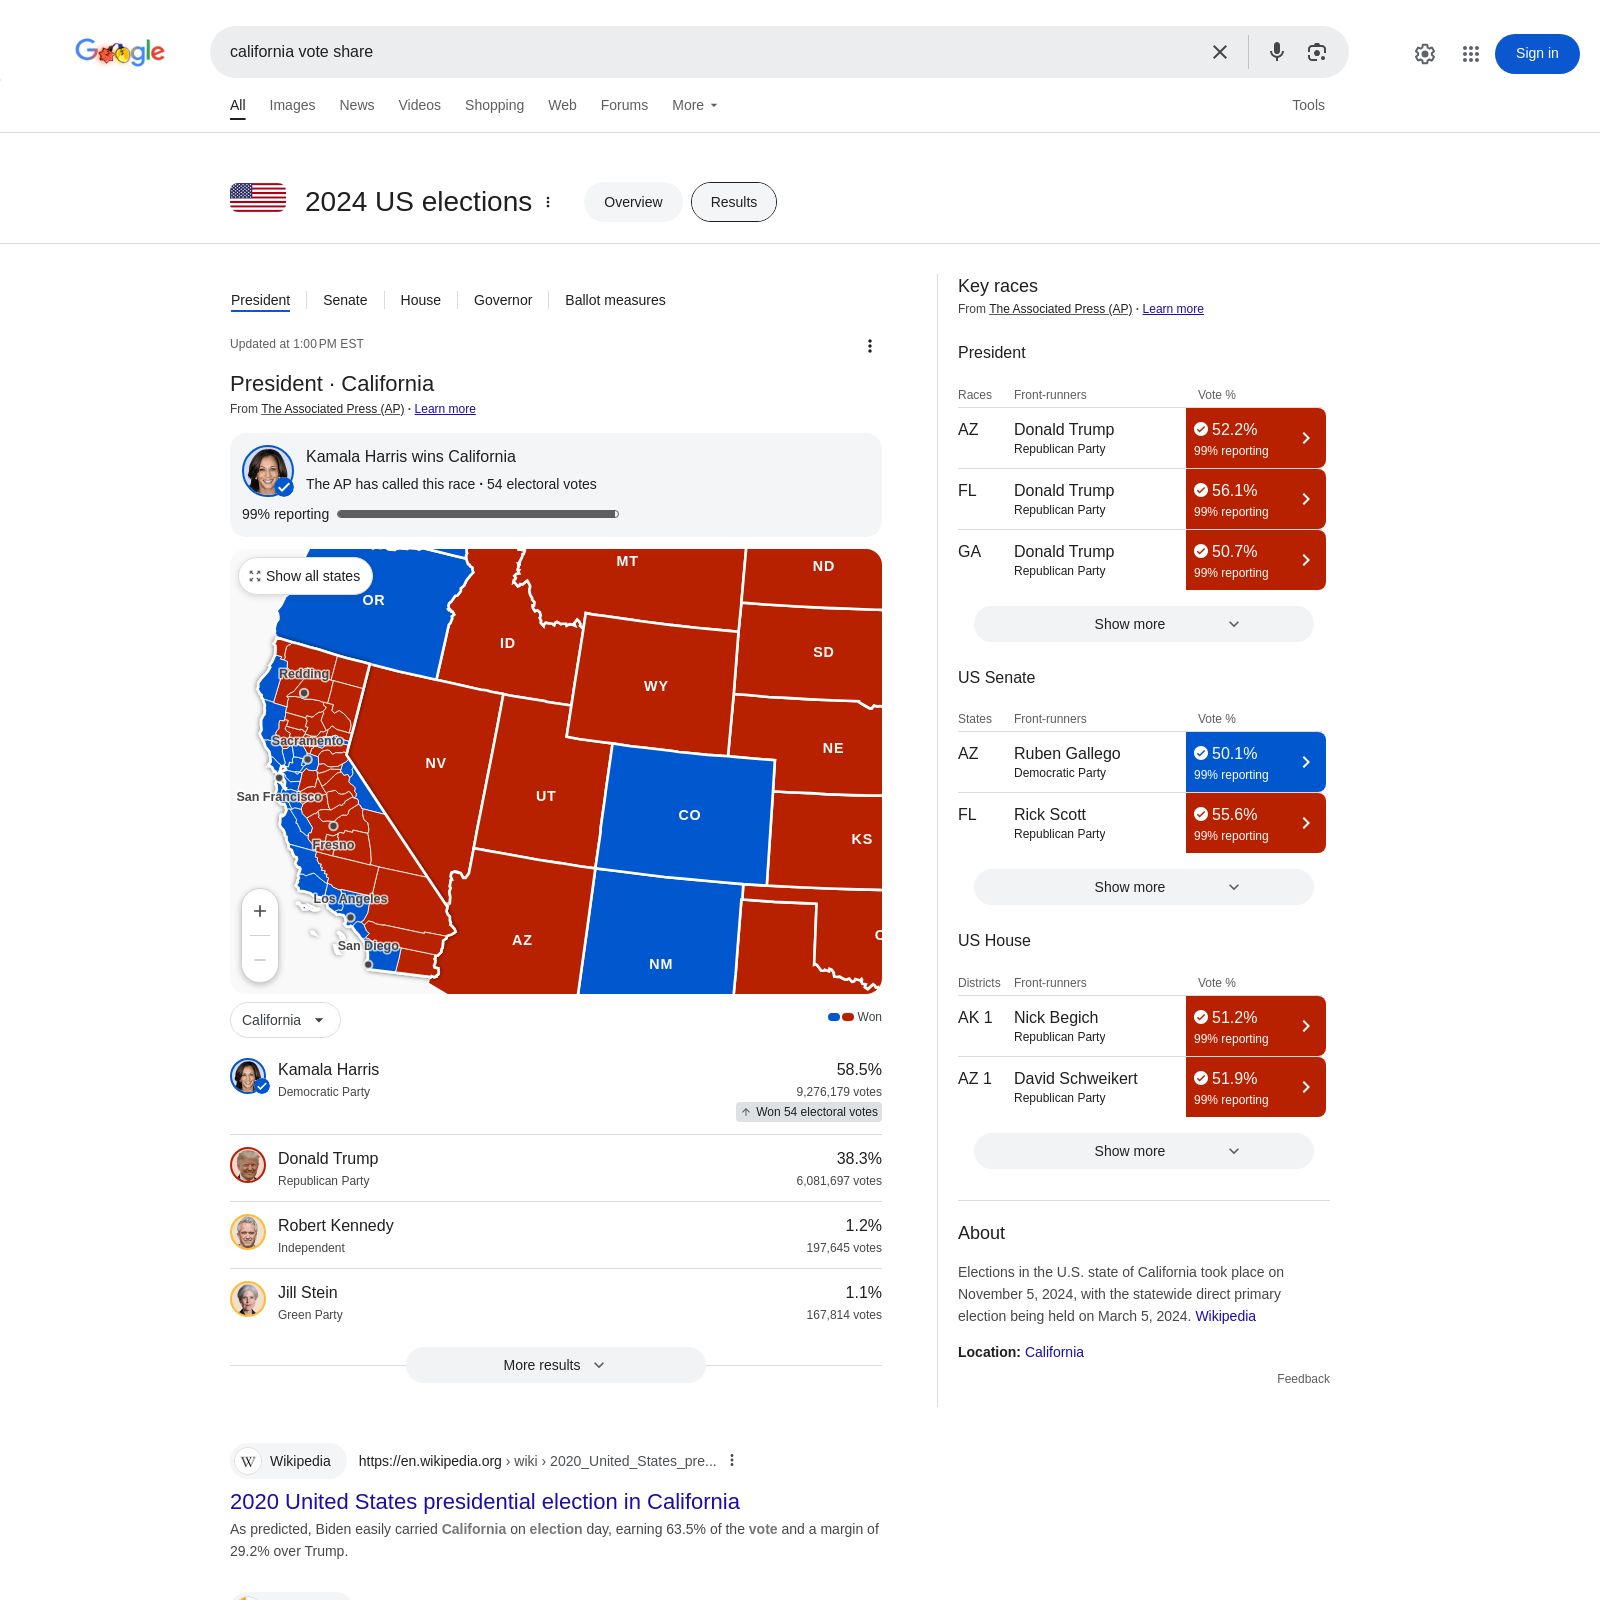 Google
california vote share
Sign in
All Images News Videos Shopping Web Forums More
Tools
2024 US elections
Overview
Results
President
Senate
House
Governor
Ballot measures
Updated at 1:00 PM EST
President · California
From The Associated Press (AP) · Learn more
Kamala Harris wins California
The AP has called this race · 54 electoral votes
99% reporting
Show all states
MT
ND
OR
ID
SD
WY
Redding
NE
Sacramento
NV
UT
CO
San Francisco
KS
Fresno
Los Angeles
AZ
San Diego
NM
+
−
California
Won
Kamala Harris
58.5%
Democratic Party
9,276,179 votes
Won 54 electoral votes
Donald Trump
38.3%
Republican Party
6,081,697 votes
Robert Kennedy
1.2%
Independent
197,645 votes
Jill Stein
1.1%
Green Party
167,814 votes
More results
Key races
From The Associated Press (AP) · Learn more
President
Races Front-runners Vote %
AZ Donald Trump 52.2%
Republican Party 99% reporting
FL Donald Trump 56.1%
Republican Party 99% reporting
GA Donald Trump 50.7%
Republican Party 99% reporting
Show more
US Senate
States Front-runners Vote %
AZ Ruben Gallego 50.1%
Democratic Party 99% reporting
FL Rick Scott 55.6%
Republican Party 99% reporting
Show more
US House
Districts Front-runners Vote %
AK 1 Nick Begich 51.2%
Republican Party 99% reporting
AZ 1 David Schweikert 51.9%
Republican Party 99% reporting
Show more
About
Elections in the U.S. state of California took place on
November 5, 2024, with the statewide direct primary
election being held on March 5, 2024. Wikipedia
Location: California
Feedback
W
Wikipedia
https://en.wikipedia.org › wiki › 2020_United_States_pre...
2020 United States presidential election in California
As predicted, Biden easily carried California on election day, earning 63.5% of the vote and a margin of
29.2% over Trump.